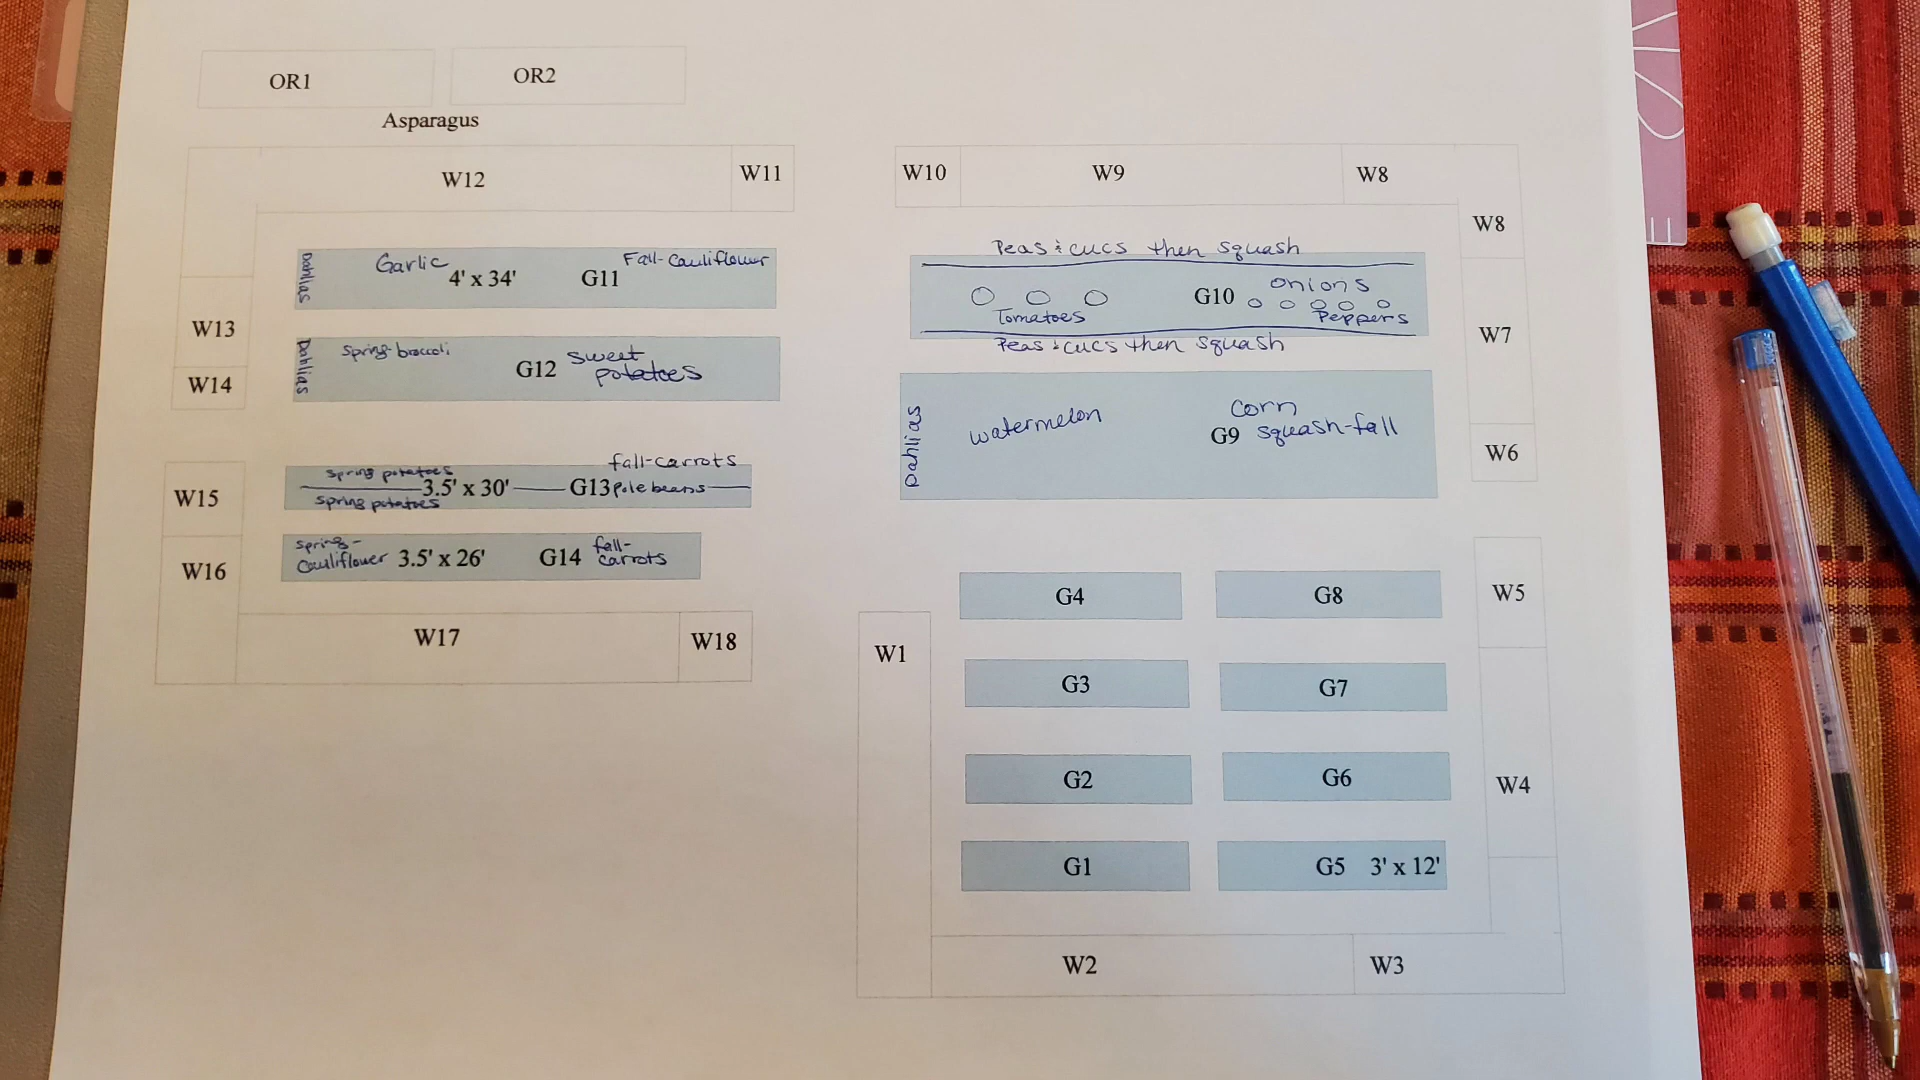 OR1
OR2
Asparagus
W12
W11
Dahlias
Garlic
4' x 34'
G11
Fall-Cauliflower
W13
Dahlias
Spring-broccoli
G12
Sweet
potatoes
W14
fall-carrots
W15
Spring potatoes
3.5' x 30'
G13
pole beans
Spring potatoes
W16
Spring-
Cauliflower
3.5' x 26'
G14
fall-
carrots
W17
W18
W10
W9
W8
W8
Peas & cucs then squash
G10
onions
Tomatoes
Peppers
Peas & cucs then squash
W7
Dahlias
watermelon
Corn
G9
squash-fall
W6
G4
G8
W5
W1
G3
G7
G2
G6
W4
G1
G5
3' x 12'
W2
W3